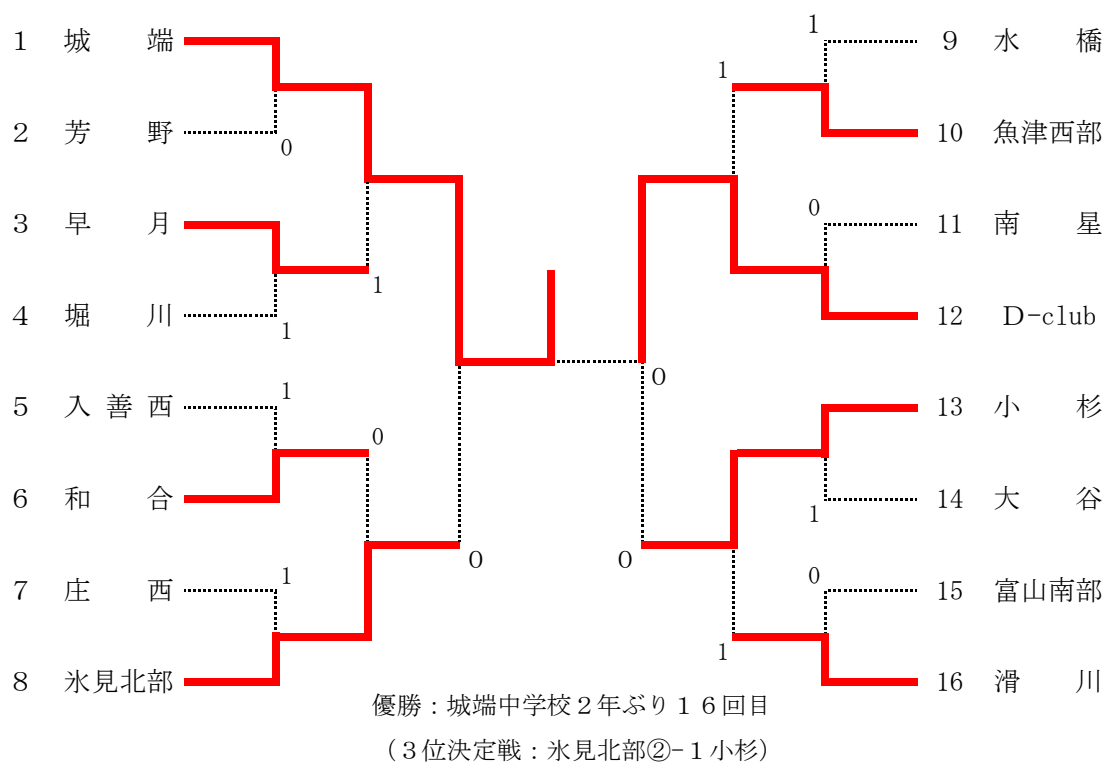 1 城端
0
2 芳野
3 早月
1
4 堀川
1
5 入善西
1
0
6 和合
7 庄西
1
0
8 氷見北部
1
9 水橋
1
10 魚津西部
0
11 南星
12 D-club
0
13 小杉
14 大谷
1
0
0
15 富山南部
1
16 滑川
優勝：城端中学校２年ぶり１６回目
（３位決定戦：氷見北部②-１小杉）